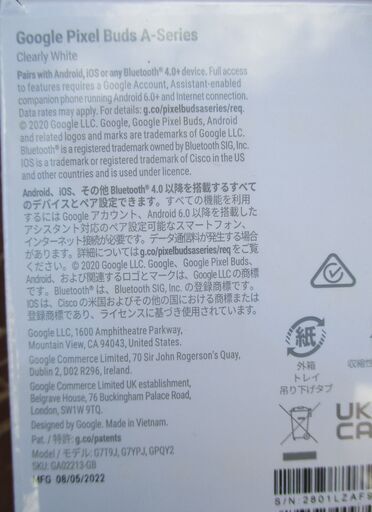 Google Pixel Buds A-Series
Clearly White
Pairs with Android, iOS or any Bluetooth® 4.0+ device. Full access
to features requires a Google Account, Assistant-enabled
companion phone running Android 6.0+ and Internet connection.
Data rates may apply. For details: g.co/pixelbudsaseries/req.
© 2020 Google LLC. Google, Google Pixel Buds, Android
and related logos and marks are trademarks of Google LLC.
Bluetooth® is a registered trademark owned by Bluetooth SIG, Inc.
IOS is a trademark or registered trademark of Cisco in the US
and other countries and is used under licence.
Android、iOS、その他 Bluetooth® 4.0 以降を搭載するすべて
のデバイスとペア設定できます。すべての機能を利用
するには Google アカウント、Android 6.0 以降を搭載した
アシスタント対応のペア設定可能なスマートフォン、
インターネット接続が必要です。データ通信料が発生する場合
があります。詳細についてはg.co/pixelbudsaseries/req をご覧
ください。© 2020 Google LLC. Google、Google Pixel Buds、
Android、および関連するロゴとマークは、Google LLC の商標
です。Bluetooth® は、Bluetooth SIG, Inc. の登録商標です。
IOS は、Cisco の米国およびその他の国における商標または
登録商標であり、ライセンスに基づき使用されています。
Google LLC, 1600 Amphitheatre Parkway,
Mountain View, CA 94043, United States.
Google Commerce Limited, 70 Sir John Rogerson's Quay,
Dublin 2, D02 R296, Ireland
Google Commerce Limited UK establishment,
Belgrave House, 76 Buckingham Palace Road,
London, SW1W 9TQ.
Designed by Google. Made in Vietnam.
Pat. / 特許: g.co/patents
Model / モデル: G7T9J, G7YPJ, GPQY2
SKU: GA02213-GB
MFG 08/05/2022
紙
外箱
トレイ
吊り下げタブ
収縮性
UK
CA
S/N:2801LZAF9